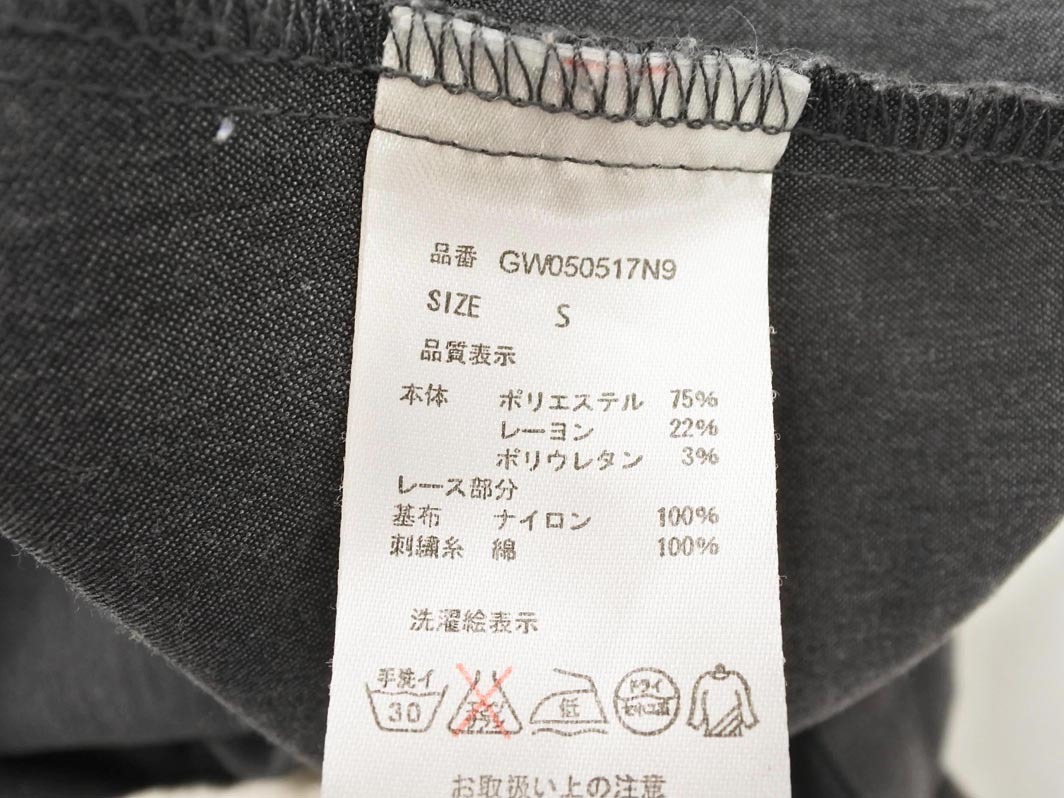 品番 GW050517N9
SIZE S
品質表示
本体 ポリエステル 75%
レーヨン 22%
ポリウレタン 3%
レース部分
基布 ナイロン 100%
刺繍糸 綿 100%
洗濯絵表示
手洗イ 30 低 ドライ
お取扱い上の注意